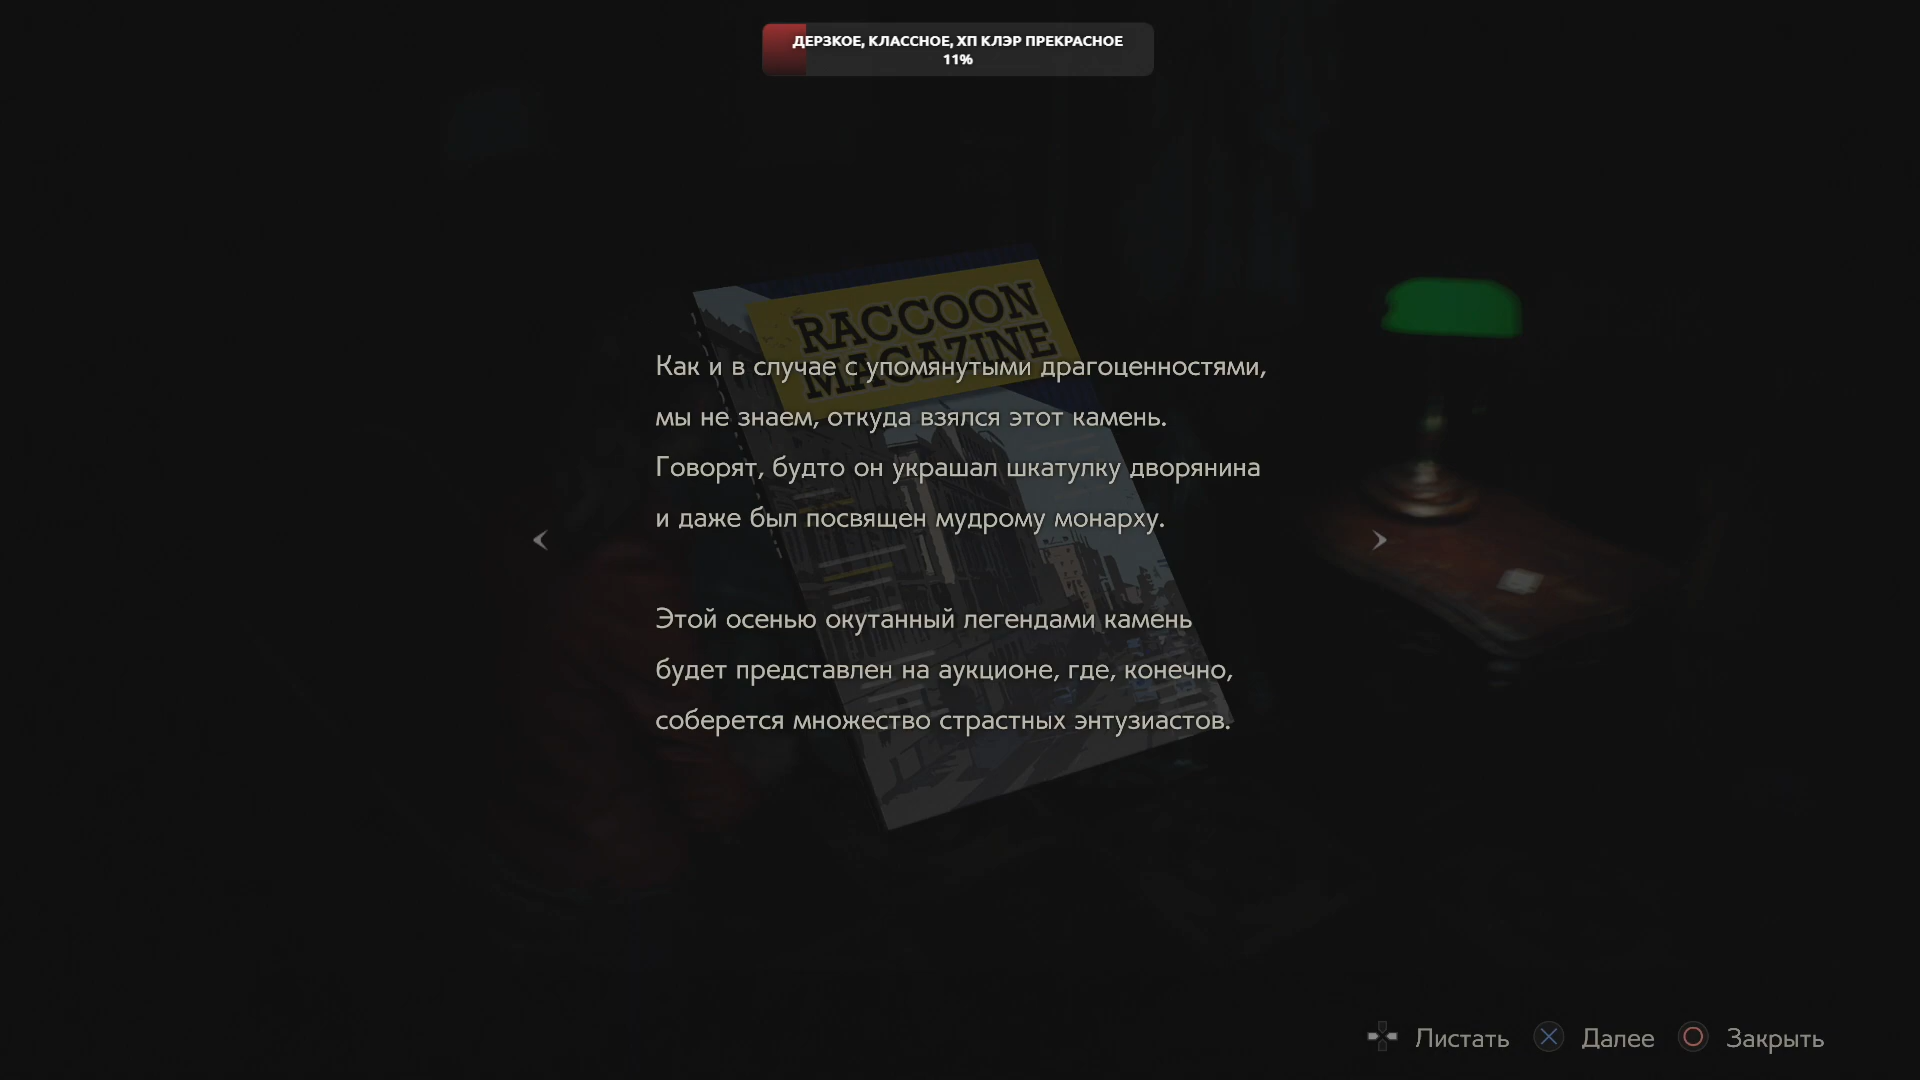 ДЕРЗКОЕ, КЛАССНОЕ, ХП КЛЭР ПРЕКРАСНОЕ
11%
RACCOON
MAGAZINE
Как и в случае с упомянутыми драгоценностями,
мы не знаем, откуда взялся этот камень.
Говорят, будто он украшал шкатулку дворянина
и даже был посвящен мудрому монарху.
Этой осенью окутанный легендами камень
будет представлен на аукционе, где, конечно,
соберется множество страстных энтузиастов.
Листать Далее Закрыть